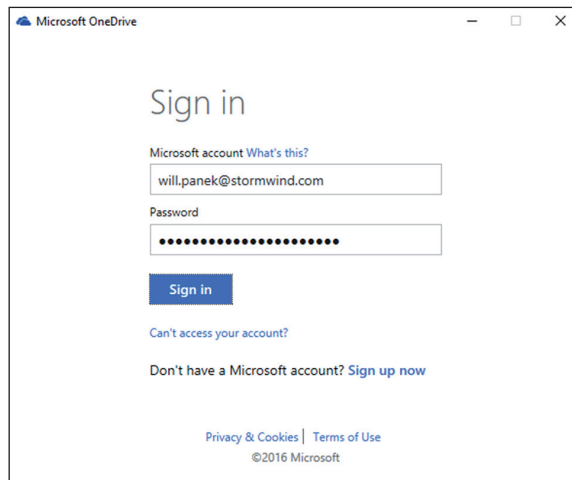 Microsoft OneDrive
Sign in
Microsoft account What's this?
will.panek@stormwind.com
Password
●●●●●●●●●●●●●●●●●●●●●●
Sign in
Can't access your account?
Don't have a Microsoft account? Sign up now
Privacy & Cookies | Terms of Use
©2016 Microsoft